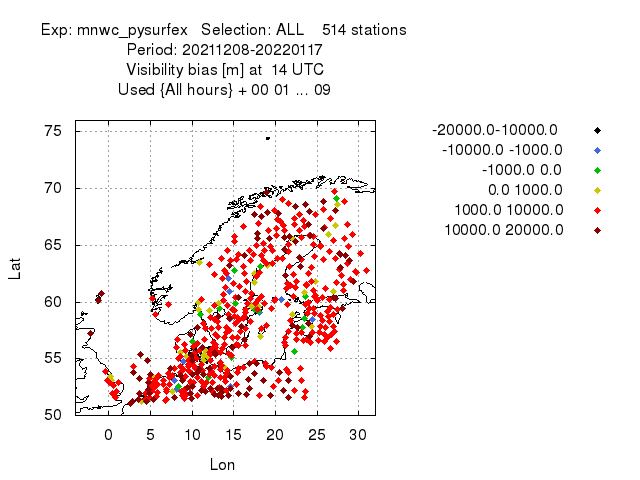 Exp: mnwc_pysurfex   Selection: ALL    514 stations
Period: 20211208-20220117
Visibility bias [m] at  14 UTC
Used {All hours} + 00 01 ... 09
-20000.0-10000.0
-10000.0 -1000.0
-1000.0 0.0
0.0 1000.0
1000.0 10000.0
10000.0 20000.0
75
70
65
60
55
50
Lat
0 5 10 15 20 25 30
Lon